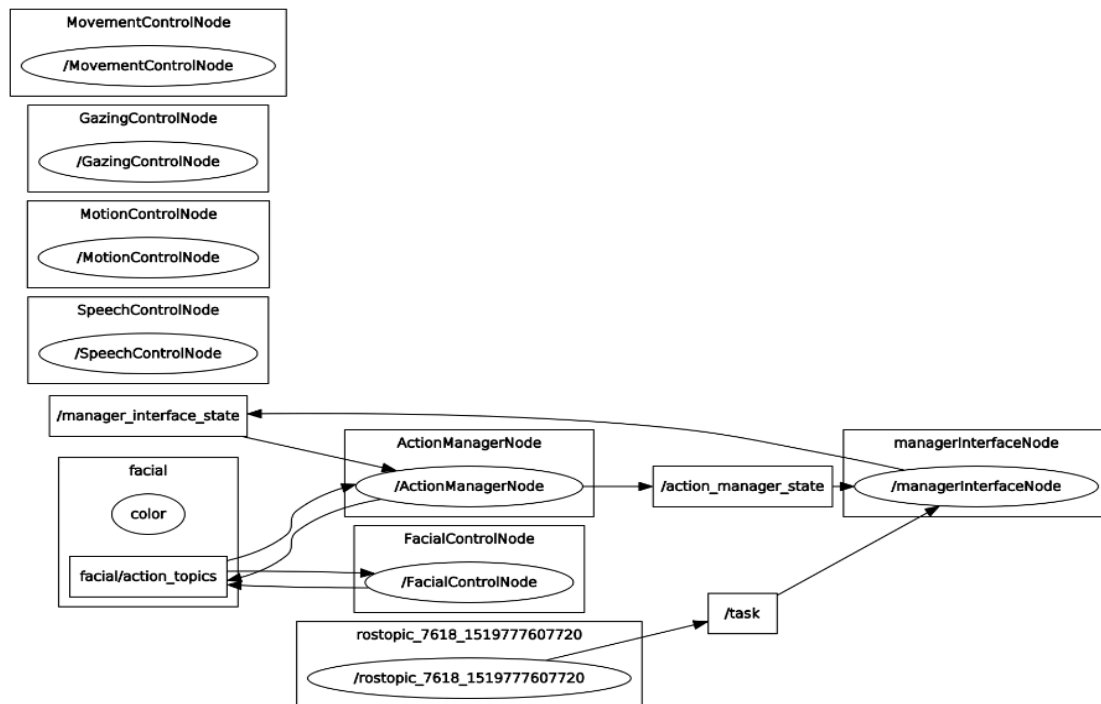 MovementControlNode
/MovementControlNode
GazingControlNode
/GazingControlNode
MotionControlNode
/MotionControlNode
SpeechControlNode
/SpeechControlNode
/manager_interface_state
facial
color
facial/action_topics
ActionManagerNode
/ActionManagerNode
FacialControlNode
/FacialControlNode
rostopic_7618_1519777607720
/rostopic_7618_1519777607720
/action_manager_state
/task
managerInterfaceNode
/managerInterfaceNode